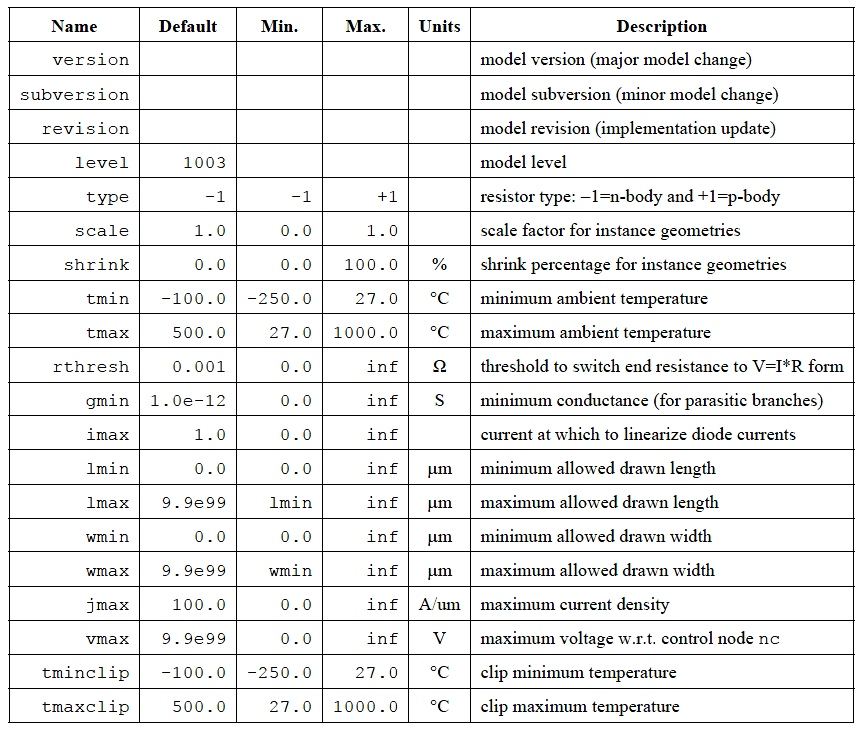 Name Default Min. Max. Units Description
version model version (major model change)
subversion model subversion (minor model change)
revision model revision (implementation update)
level 1003 model level
type −1 −1 +1 resistor type: −1=n-body and +1=p-body
scale 1.0 0.0 1.0 scale factor for instance geometries
shrink 0.0 0.0 100.0 % shrink percentage for instance geometries
tmin −100.0 −250.0 27.0 °C minimum ambient temperature
tmax 500.0 27.0 1000.0 °C maximum ambient temperature
rthresh 0.001 0.0 inf Ω threshold to switch end resistance to V=I*R form
gmin 1.0e-12 0.0 inf S minimum conductance (for parasitic branches)
imax 1.0 0.0 inf current at which to linearize diode currents
lmin 0.0 0.0 inf μm minimum allowed drawn length
lmax 9.9e99 lmin inf μm maximum allowed drawn length
wmin 0.0 0.0 inf μm minimum allowed drawn width
wmax 9.9e99 wmin inf μm maximum allowed drawn width
jmax 100.0 0.0 inf A/um maximum current density
vmax 9.9e99 0.0 inf V maximum voltage w.r.t. control node nc
tminclip −100.0 −250.0 27.0 °C clip minimum temperature
tmaxclip 500.0 27.0 1000.0 °C clip maximum temperature